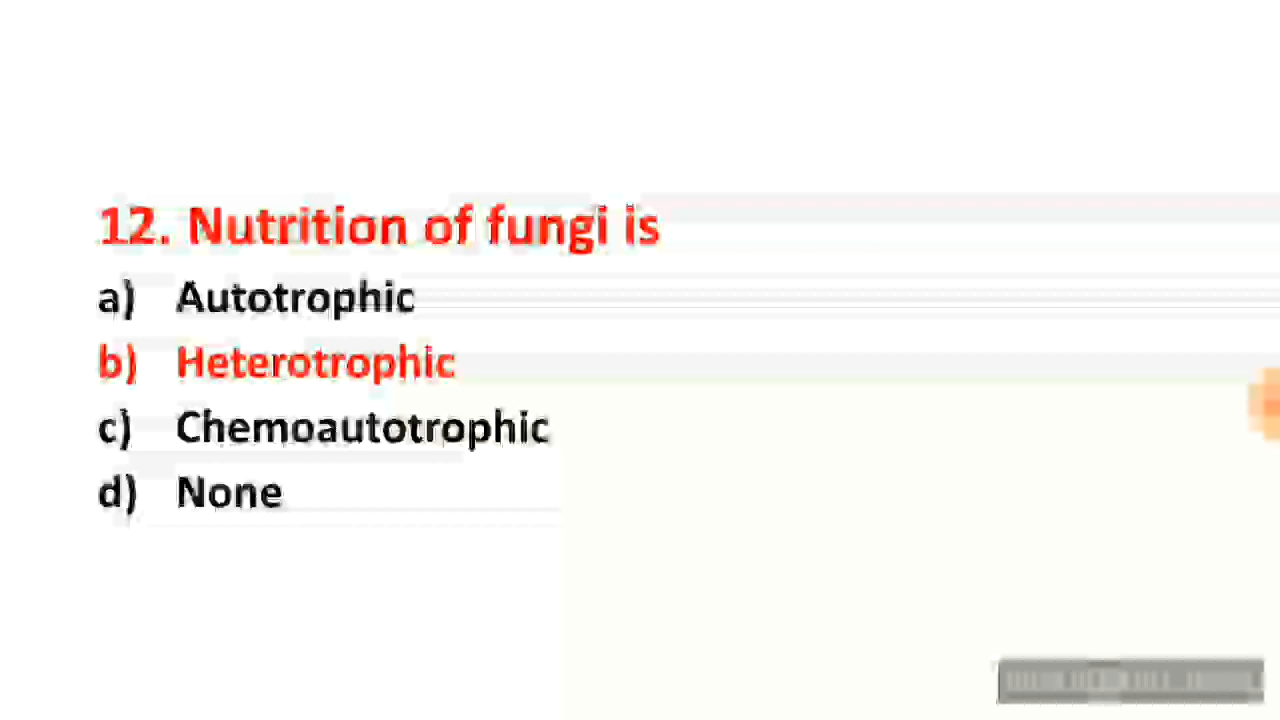 12. Nutrition of fungi is
a) Autotrophic
b) Heterotrophic
c) Chemoautotrophic
d) None